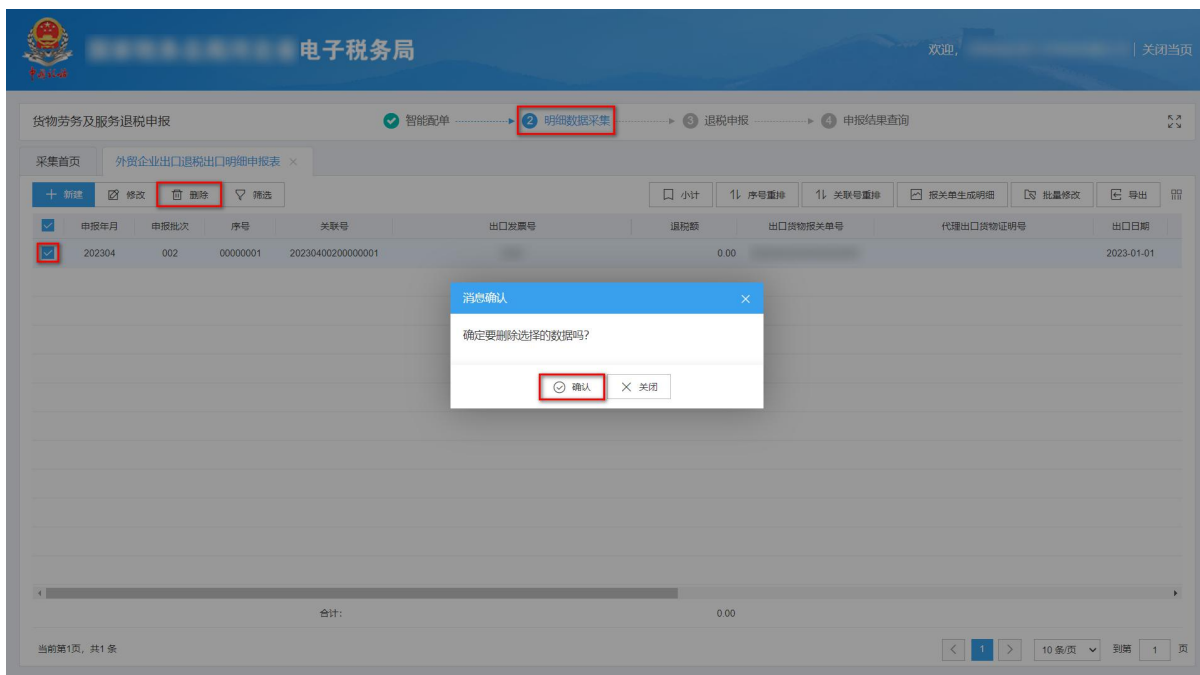 电子税务局
欢迎,
| 关闭当页
货物劳务及服务退税申报
智能配单
2 明细数据采集
3 退税申报
4 申报结果查询
采集首页
外贸企业出口退税出口明细申报表 ×
新建 修改 删除 筛选
小计 序号重排 关联号重排 报关单生成明细 批量修改 导出
申报年月 申报批次 序号 关联号 出口发票号 退税额 出口货物报关单号 代理出口货物证明号 出口日期
202304 002 00000001 20230400200000001 0.00 2023-01-01
消息确认
确定要删除选择的数据吗?
确认 关闭
合计: 0.00
当前第1页, 共1 条
1 10 条/页 到第 1 页